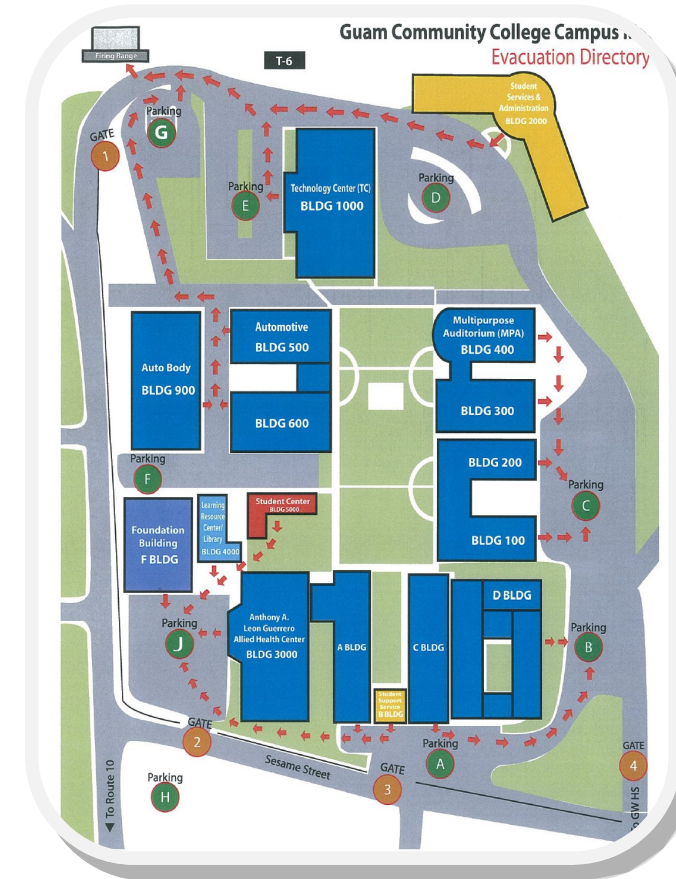 Guam Community College Campus
Evacuation Directory
Firing Range
T-6
Student
Services &
Administration
BLDG 2000
GATE
1
Parking
G
Parking
E
Technology Center (TC)
BLDG 1000
Parking
D
Auto Body
BLDG 900
Automotive
BLDG 500
BLDG 600
Multipurpose
Auditorium (MPA)
BLDG 400
BLDG 300
BLDG 200
BLDG 100
Parking
C
Parking
F
Foundation
Building
F BLDG
Learning
Resource
Center/
Library
BLDG 4000
Student Center
BLDG 5000
Parking
J
Anthony A.
Leon Guerrero
Allied Health Center
BLDG 3000
A BLDG
Student
Support
Service
B BLDG
C BLDG
D BLDG
Parking
B
GATE
2
Parking
A
GATE
3
GATE
4
Sesame Street
Parking
H
To Route 10
GW HS